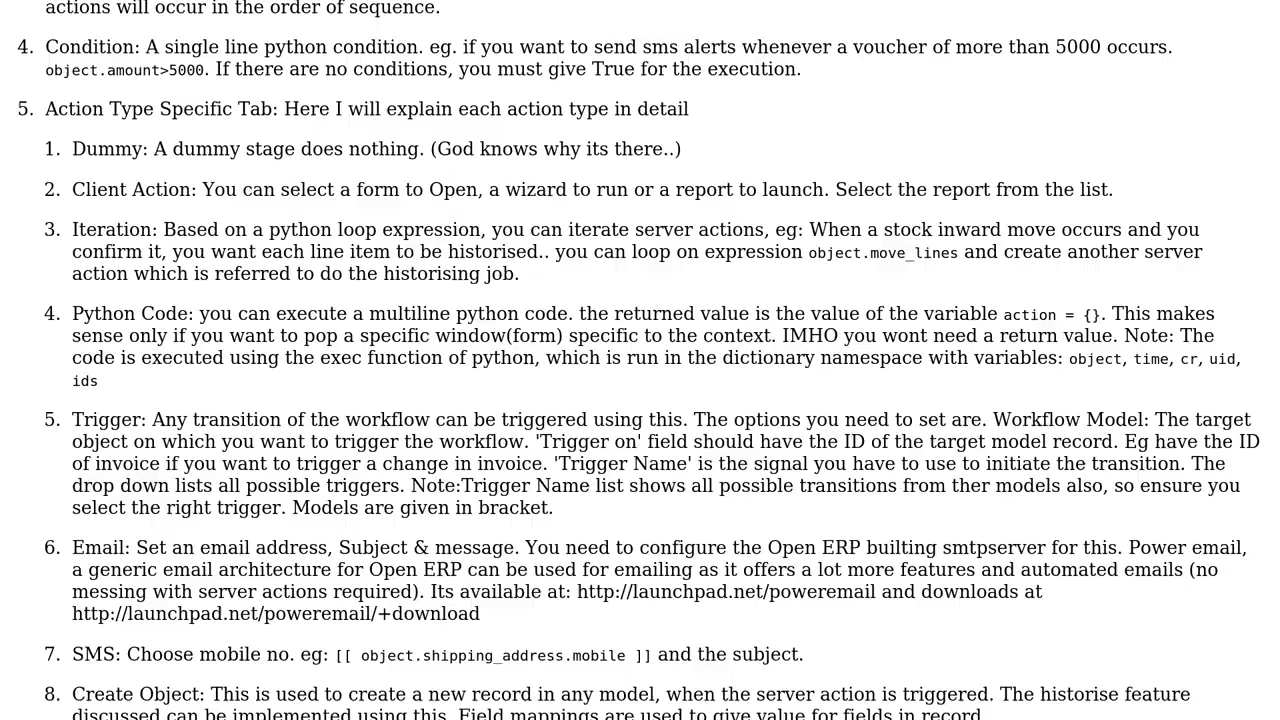 actions will occur in the order of sequence.
4. Condition: A single line python condition. eg. if you want to send sms alerts whenever a voucher of more than 5000 occurs.
object.amount>5000. If there are no conditions, you must give True for the execution.
5. Action Type Specific Tab: Here I will explain each action type in detail
1. Dummy: A dummy stage does nothing. (God knows why its there..)
2. Client Action: You can select a form to Open, a wizard to run or a report to launch. Select the report from the list.
3. Iteration: Based on a python loop expression, you can iterate server actions, eg: When a stock inward move occurs and you
confirm it, you want each line item to be historised.. you can loop on expression object.move_lines and create another server
action which is referred to do the historising job.
4. Python Code: you can execute a multiline python code. the returned value is the value of the variable action = {}. This makes
sense only if you want to pop a specific window(form) specific to the context. IMHO you wont need a return value. Note: The
code is executed using the exec function of python, which is run in the dictionary namespace with variables: object, time, cr, uid,
ids
5. Trigger: Any transition of the workflow can be triggered using this. The options you need to set are. Workflow Model: The target
object on which you want to trigger the workflow. 'Trigger on' field should have the ID of the target model record. Eg have the ID
of invoice if you want to trigger a change in invoice. 'Trigger Name' is the signal you have to use to initiate the transition. The
drop down lists all possible triggers. Note:Trigger Name list shows all possible transitions from ther models also, so ensure you
select the right trigger. Models are given in bracket.
6. Email: Set an email address, Subject & message. You need to configure the Open ERP builting smtpserver for this. Power email,
a generic email architecture for Open ERP can be used for emailing as it offers a lot more features and automated emails (no
messing with server actions required). Its available at: http://launchpad.net/poweremail and downloads at
http://launchpad.net/poweremail/+download
7. SMS: Choose mobile no. eg: [[ object.shipping_address.mobile ]] and the subject.
8. Create Object: This is used to create a new record in any model, when the server action is triggered. The historise feature
discussed can be implemented using this. Field mappings are used to give value for fields in record.